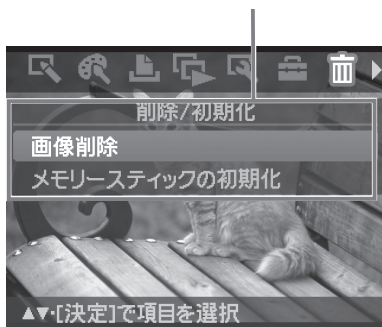 削除/初期化
画像削除
メモリースティックの初期化
▲▼・[決定]で項目を選択